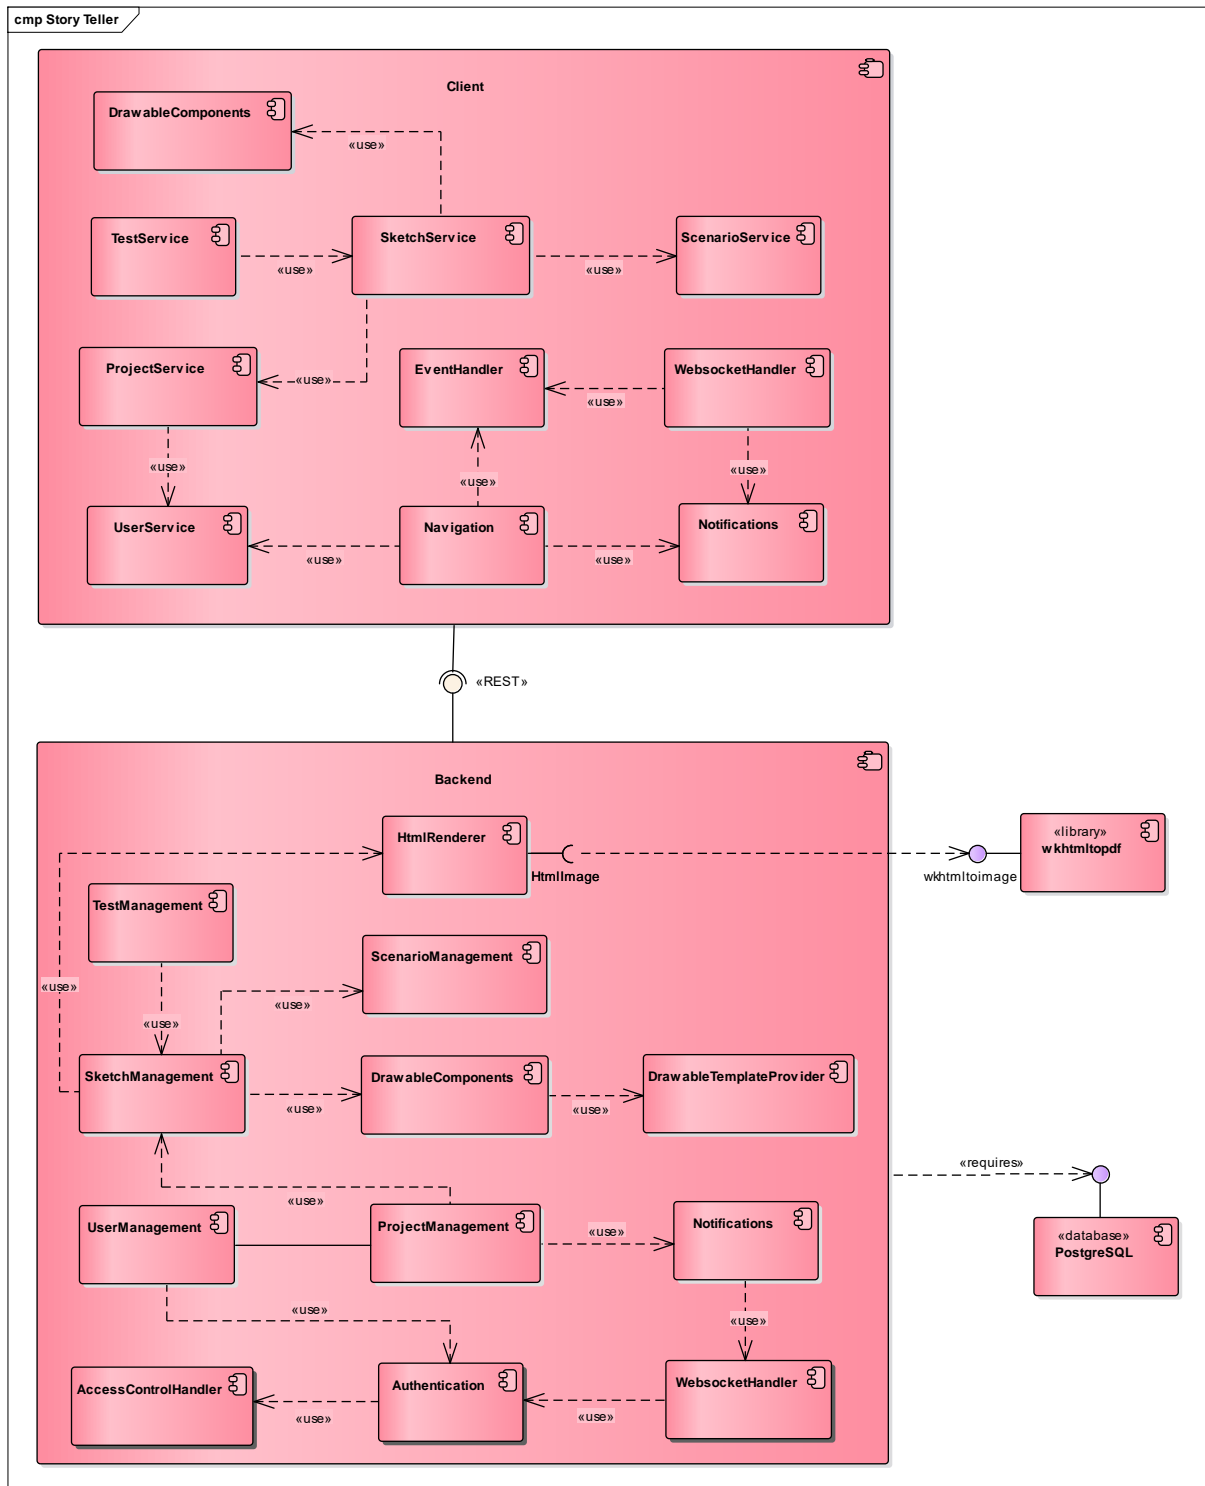 cmp Story Teller
Client
DrawableComponents
«use»
TestService
SketchService
ScenarioService
«use»
«use»
ProjectService
EventHandler
WebsocketHandler
«use»
«use»
«use»
«use»
«use»
UserService
Navigation
Notifications
«use»
«use»
«REST»
Backend
HtmlRenderer
HtmlImage
wkhtmltoimage
«library»
wkhtmltopdf
TestManagement
ScenarioManagement
«use»
«use»
«use»
SketchManagement
DrawableComponents
DrawableTemplateProvider
«use»
«use»
«requires»
«use»
UserManagement
ProjectManagement
Notifications
«use»
«database»
PostgreSQL
«use»
«use»
AccessControlHandler
Authentication
WebsocketHandler
«use»
«use»